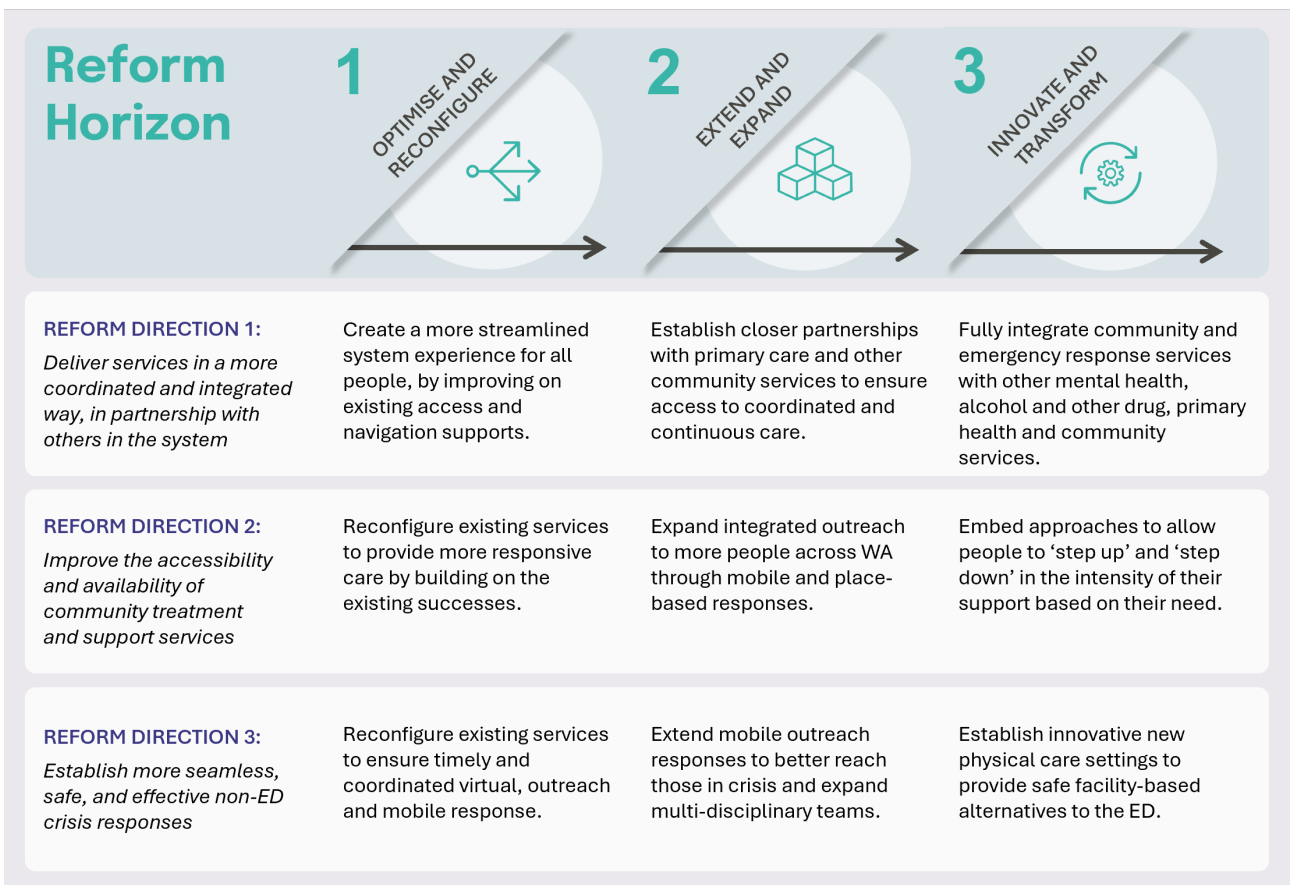 Reform
Horizon
1
OPTIMISE AND
RECONFIGURE
2
EXTEND AND
EXPAND
3
INNOVATE AND
TRANSFORM
REFORM DIRECTION 1:
Deliver services in a more
coordinated and integrated
way, in partnership with
others in the system
Create a more streamlined
system experience for all
people, by improving on
existing access and
navigation supports.
Establish closer partnerships
with primary care and other
community services to ensure
access to coordinated and
continuous care.
Fully integrate community and
emergency response services
with other mental health,
alcohol and other drug, primary
health and community
services.
REFORM DIRECTION 2:
Improve the accessibility
and availability of
community treatment
and support services
Reconfigure existing services
to provide more responsive
care by building on the
existing successes.
Expand integrated outreach
to more people across WA
through mobile and place-
based responses.
Embed approaches to allow
people to ‘step up’ and ‘step
down’ in the intensity of their
support based on their need.
REFORM DIRECTION 3:
Establish more seamless,
safe, and effective non-ED
crisis responses
Reconfigure existing services
to ensure timely and
coordinated virtual, outreach
and mobile response.
Extend mobile outreach
responses to better reach
those in crisis and expand
multi-disciplinary teams.
Establish innovative new
physical care settings to
provide safe facility-based
alternatives to the ED.